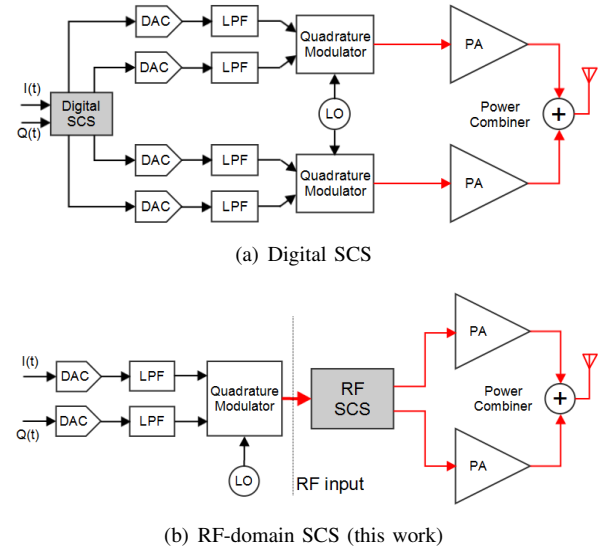 DAC
LPF
Quadrature
Modulator
PA
DAC
LPF
I(t)
Digital
SCS
Q(t)
LO
Power
Combiner
+
DAC
LPF
Quadrature
Modulator
PA
DAC
LPF
(a) Digital SCS
PA
I(t)
DAC
LPF
Quadrature
Modulator
RF
SCS
Power
Combiner
+
Q(t)
DAC
LPF
LO
RF input
PA
(b) RF-domain SCS (this work)